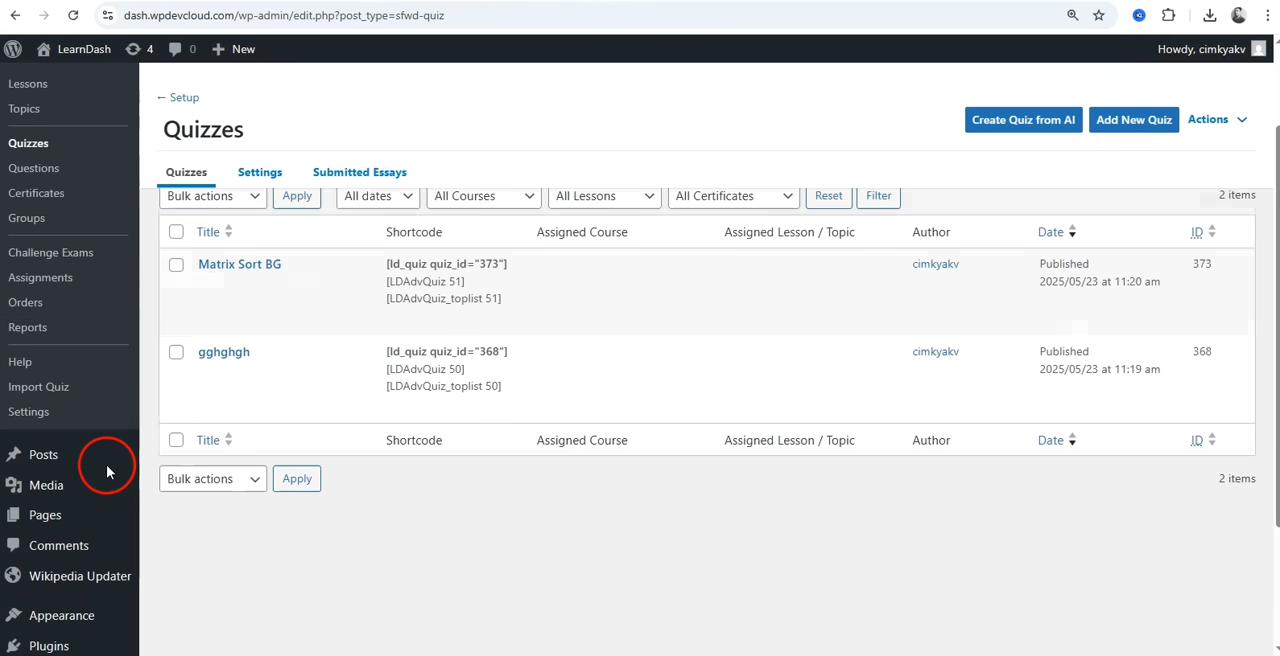 dash.wpdevcloud.com/wp-admin/edit.php?post_type=sfwd-quiz
LearnDash 4 0 New
Howdy, cimkyakv
Lessons
Topics
Quizzes
Questions
Certificates
Groups
Challenge Exams
Assignments
Orders
Reports
Help
Import Quiz
Settings
Posts
Media
Pages
Comments
Wikipedia Updater
Appearance
Plugins
← Setup
Quizzes
Create Quiz from AI Add New Quiz Actions
Quizzes Settings Submitted Essays
Bulk actions Apply All dates All Courses All Lessons All Certificates Reset Filter 2 items
Title Shortcode Assigned Course Assigned Lesson / Topic Author Date ID
Matrix Sort BG [ld_quiz quiz_id="373"] cimkyakv Published 373
[LDAdvQuiz 51] 2025/05/23 at 11:20 am
[LDAdvQuiz_toplist 51]
gghghgh [ld_quiz quiz_id="368"] cimkyakv Published 368
[LDAdvQuiz 50] 2025/05/23 at 11:19 am
[LDAdvQuiz_toplist 50]
Title Shortcode Assigned Course Assigned Lesson / Topic Author Date ID
Bulk actions Apply 2 items